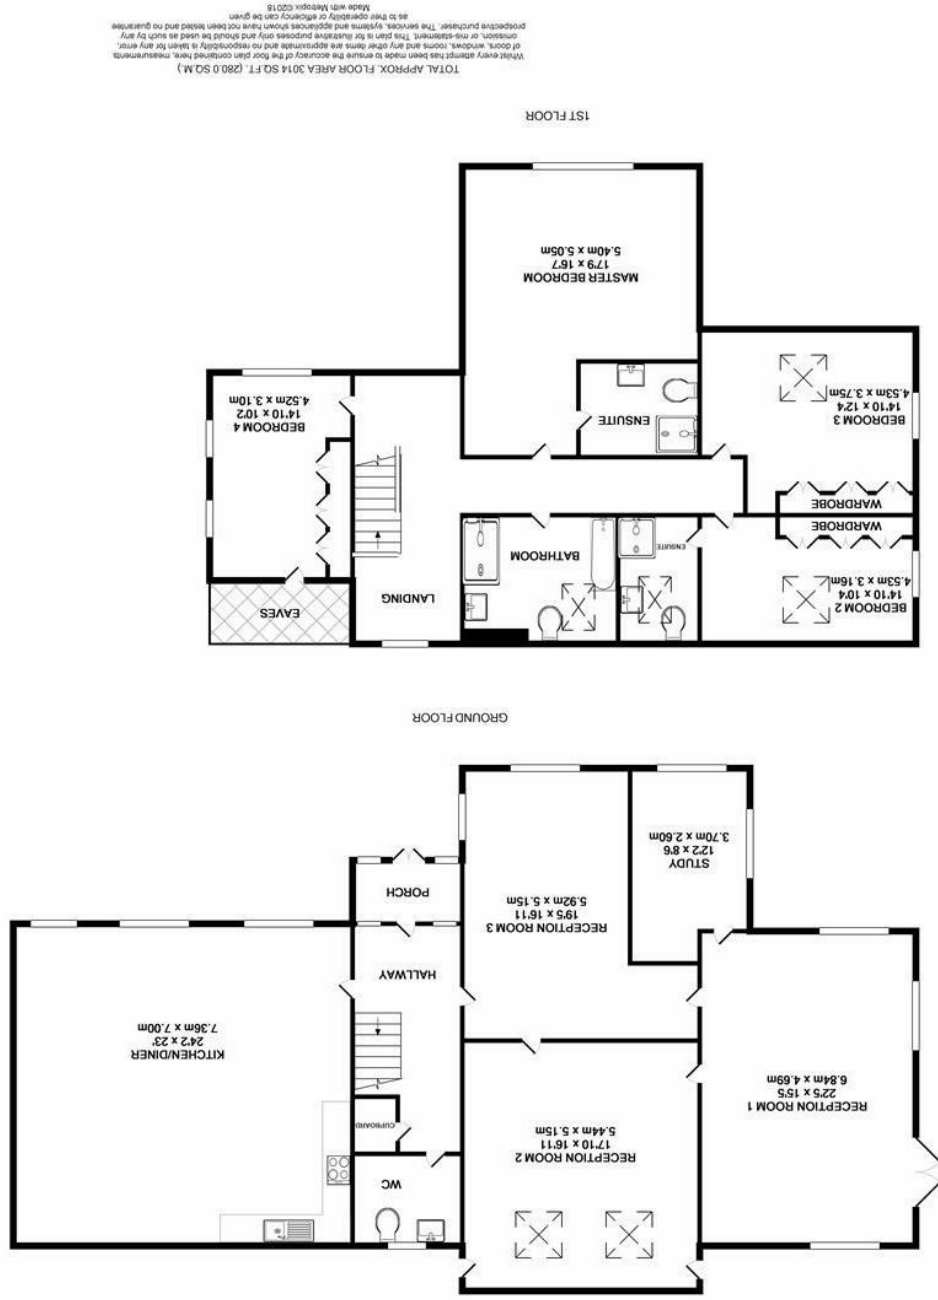 RECEPTION ROOM 1
22'5 x 15'5
6.84m x 4.69m
RECEPTION ROOM 2
17'10 x 16'11
5.44m x 5.15m
WC
CUPBOARD
KITCHEN/DINER
24'2 x 23'
7.36m x 7.00m
HALLWAY
RECEPTION ROOM 3
19'5 x 16'11
5.92m x 5.15m
STUDY
12'2 x 8'6
3.70m x 2.60m
PORCH
GROUND FLOOR
BEDROOM 2
14'10 x 10'4
4.53m x 3.16m
WARDROBE
ENSUITE
BATHROOM
LANDING
EAVES
WARDROBE
BEDROOM 3
14'10 x 12'4
4.53m x 3.75m
ENSUITE
BEDROOM 4
14'10 x 10'2
4.52m x 3.10m
MASTER BEDROOM
17'9 x 16'7
5.40m x 5.05m
1ST FLOOR
TOTAL APPROX. FLOOR AREA 3014 SQ.FT. (280.0 SQ.M.)
Whilst every attempt has been made to ensure the accuracy of the floor plan contained here, measurements
of doors, windows, rooms and any other items are approximate and no responsibility is taken for any error,
omission, or mis-statement. This plan is for illustrative purposes only and should be used as such by any
prospective purchaser. The services, systems and appliances shown have not been tested and no guarantee
as to their operability or efficiency can be given
Made with Metropix ©2018